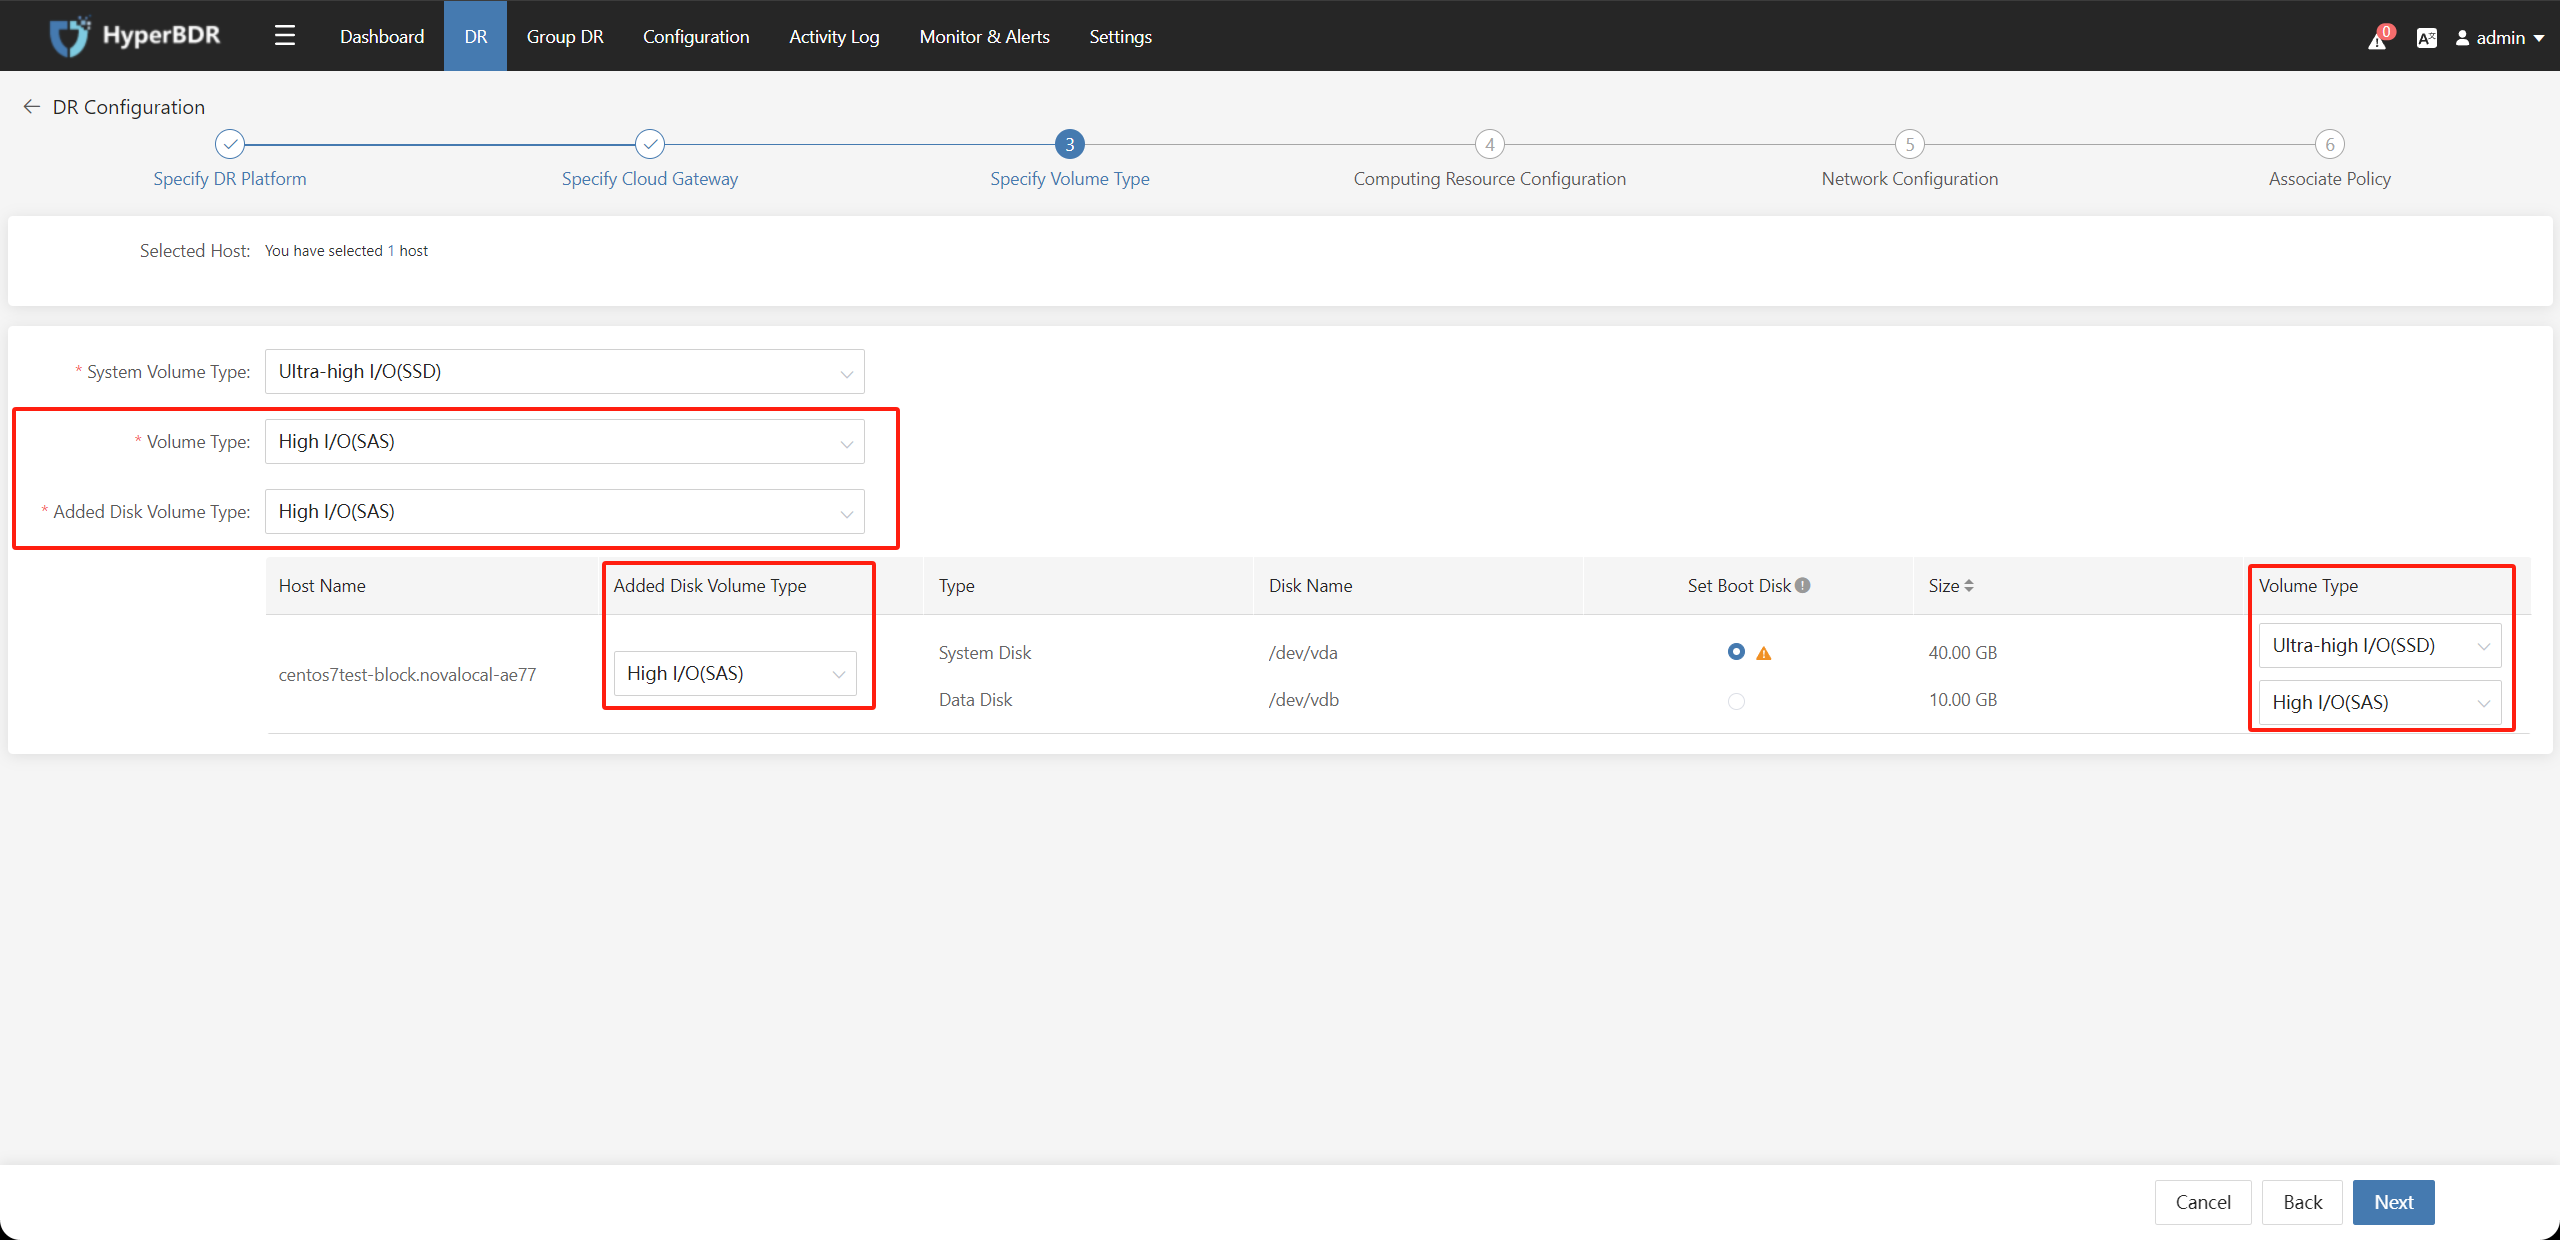 HyperBDR Dashboard DR Group DR Configuration Activity Log Monitor & Alerts Settings 0 admin
DR Configuration
3 4 5 6
Specify DR Platform Specify Cloud Gateway Specify Volume Type Computing Resource Configuration Network Configuration Associate Policy
Selected Host: You have selected 1 host
* System Volume Type: Ultra-high I/O(SSD)
* Volume Type: High I/O(SAS)
* Added Disk Volume Type: High I/O(SAS)
Host Name Added Disk Volume Type Type Disk Name Set Boot Disk Size Volume Type
centos7test-block.novalocal-ae77 High I/O(SAS)
System Disk /dev/vda 40.00 GB Ultra-high I/O(SSD)
Data Disk /dev/vdb 10.00 GB High I/O(SAS)
Cancel Back Next